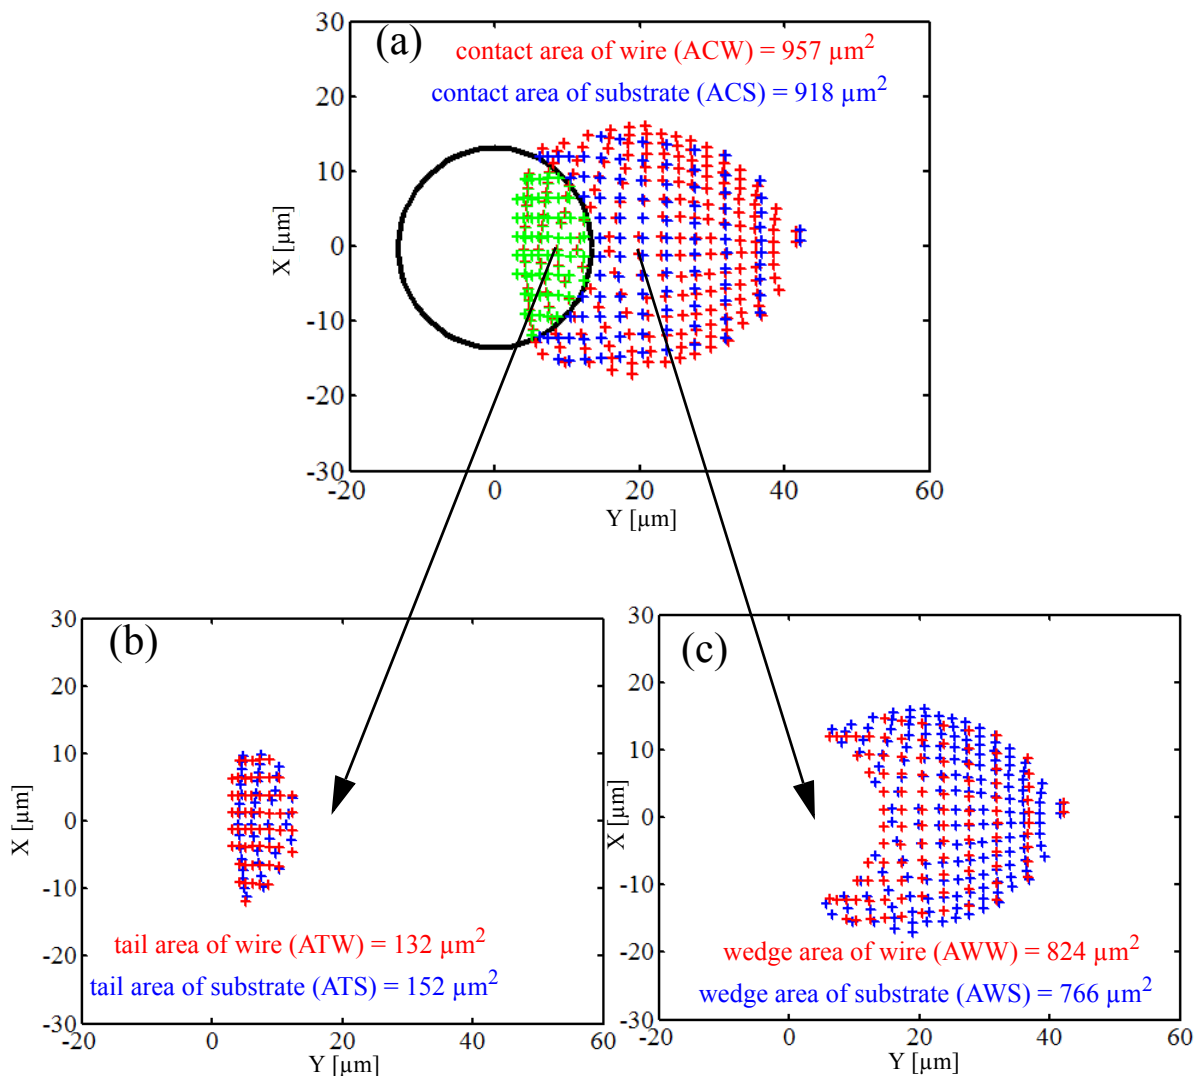 (a)
contact area of wire (ACW) = 957 µm²
contact area of substrate (ACS) = 918 µm²
30
20
10
0
-10
-20
-30
X [µm]
-20 0 20 40 60
Y [µm]
(b)
30
20
10
0
-10
-20
-30
X [µm]
tail area of wire (ATW) = 132 µm²
tail area of substrate (ATS) = 152 µm²
-20 0 20 40 60
Y [µm]
(c)
30
20
10
0
-10
-20
-30
X [µm]
wedge area of wire (AWW) = 824 µm²
wedge area of substrate (AWS) = 766 µm²
-20 0 20 40 60
Y [µm]